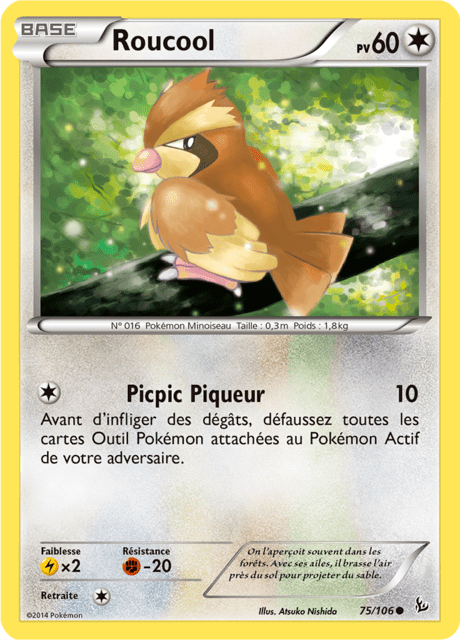 BASE
Roucool
PV60
N° 016 Pokémon Minoiseau Taille : 0,3m Poids : 1,8kg
Picpic Piqueur 10
Avant d'infliger des dégâts, défaussez toutes les
cartes Outil Pokémon attachées au Pokémon Actif
de votre adversaire.
Faiblesse
×2
Résistance
-20
Retraite
On l'aperçoit souvent dans les
forêts. Avec ses ailes, il brasse l'air
près du sol pour projeter du sable.
©2014 Pokémon
Illus. Atsuko Nishida
75/106